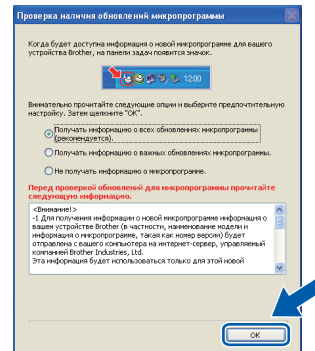 Проверка наличия обновлений микропрограммы
Когда будет доступна информация о новой микропрограмме для вашего
устройства Brother, на панели задач появится значок.
12:00
Внимательно прочитайте следующие опции и выберите предпочтительную
настройку. Затем щелкните "OK".
Получать информацию о всех обновлениях микропрограммы
(рекомендуется).
Получать информацию о важных обновлениях микропрограммы.
Не получать информацию о микропрограмме.
Перед проверкой обновлений для микропрограммы прочитайте
следующую информацию.
<Внимание!>
-1 Для получения информации о новой микропрограмме информация о
вашем устройстве Brother (в частности, наименование модели и
информация о микропрограмме, такая как номер версии) будет
отправлена с вашего компьютера на интернет-сервер, управляемый
компанией Brother Industries, Ltd.
Эта информация будет использоваться только для этой новой
OK